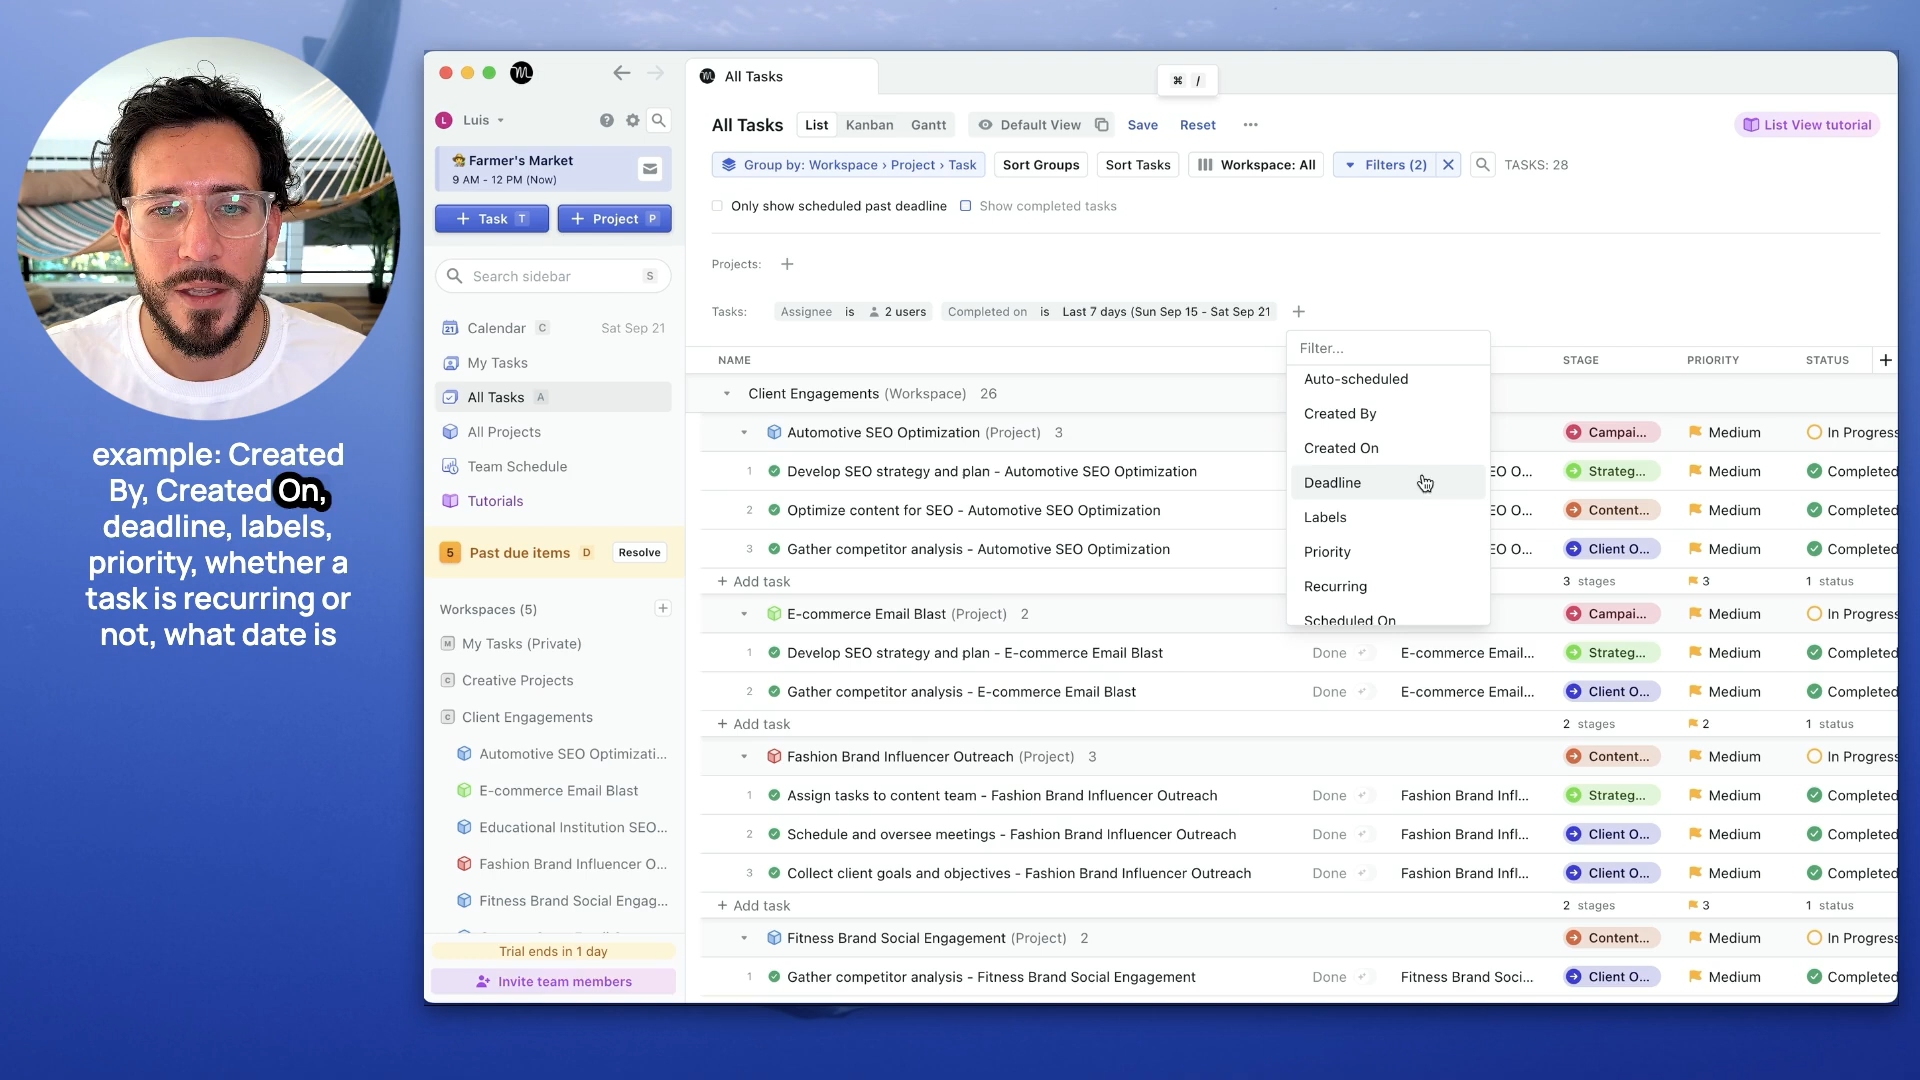 example: Created
By, Created On,
deadline, labels,
priority, whether a
task is recurring or
not, what date is
All Tasks
⌘ /
L Luis
Farmer's Market
9 AM - 12 PM (Now)
+ Task T
+ Project P
Search sidebar S
Calendar C Sat Sep 21
My Tasks
All Tasks A
All Projects
Team Schedule
Tutorials
5 Past due items D Resolve
Workspaces (5)
M My Tasks (Private)
C Creative Projects
C Client Engagements
Automotive SEO Optimizati...
E-commerce Email Blast
Educational Institution SEO...
Fashion Brand Influencer O...
Fitness Brand Social Engag...
Trial ends in 1 day
Invite team members
All Tasks List Kanban Gantt Default View Save Reset ... List View tutorial
Group by: Workspace › Project › Task Sort Groups Sort Tasks Workspace: All Filters (2) TASKS: 28
Only show scheduled past deadline Show completed tasks
Projects: +
Tasks: Assignee is 2 users Completed on is Last 7 days (Sun Sep 15 - Sat Sep 21 +
Filter...
Auto-scheduled
Created By
Created On
Deadline
Labels
Priority
Recurring
Scheduled On
NAME STAGE PRIORITY STATUS +
Client Engagements (Workspace) 26
Automotive SEO Optimization (Project) 3 Campai... Medium In Progress
1 Develop SEO strategy and plan - Automotive SEO Optimization EO O... Strateg... Medium Completed
2 Optimize content for SEO - Automotive SEO Optimization EO O... Content... Medium Completed
3 Gather competitor analysis - Automotive SEO Optimization EO O... Client O... Medium Completed
+ Add task 3 stages 3 1 status
E-commerce Email Blast (Project) 2 Campai... Medium In Progress
1 Develop SEO strategy and plan - E-commerce Email Blast Done E-commerce Email... Strateg... Medium Completed
2 Gather competitor analysis - E-commerce Email Blast Done E-commerce Email... Client O... Medium Completed
+ Add task 2 stages 2 1 status
Fashion Brand Influencer Outreach (Project) 3 Content... Medium In Progress
1 Assign tasks to content team - Fashion Brand Influencer Outreach Done Fashion Brand Infl... Strateg... Medium Completed
2 Schedule and oversee meetings - Fashion Brand Influencer Outreach Done Fashion Brand Infl... Client O... Medium Completed
3 Collect client goals and objectives - Fashion Brand Influencer Outreach Done Fashion Brand Infl... Client O... Medium Completed
+ Add task 2 stages 3 1 status
Fitness Brand Social Engagement (Project) 2 Content... Medium In Progress
1 Gather competitor analysis - Fitness Brand Social Engagement Done Fitness Brand Soci... Client O... Medium Completed